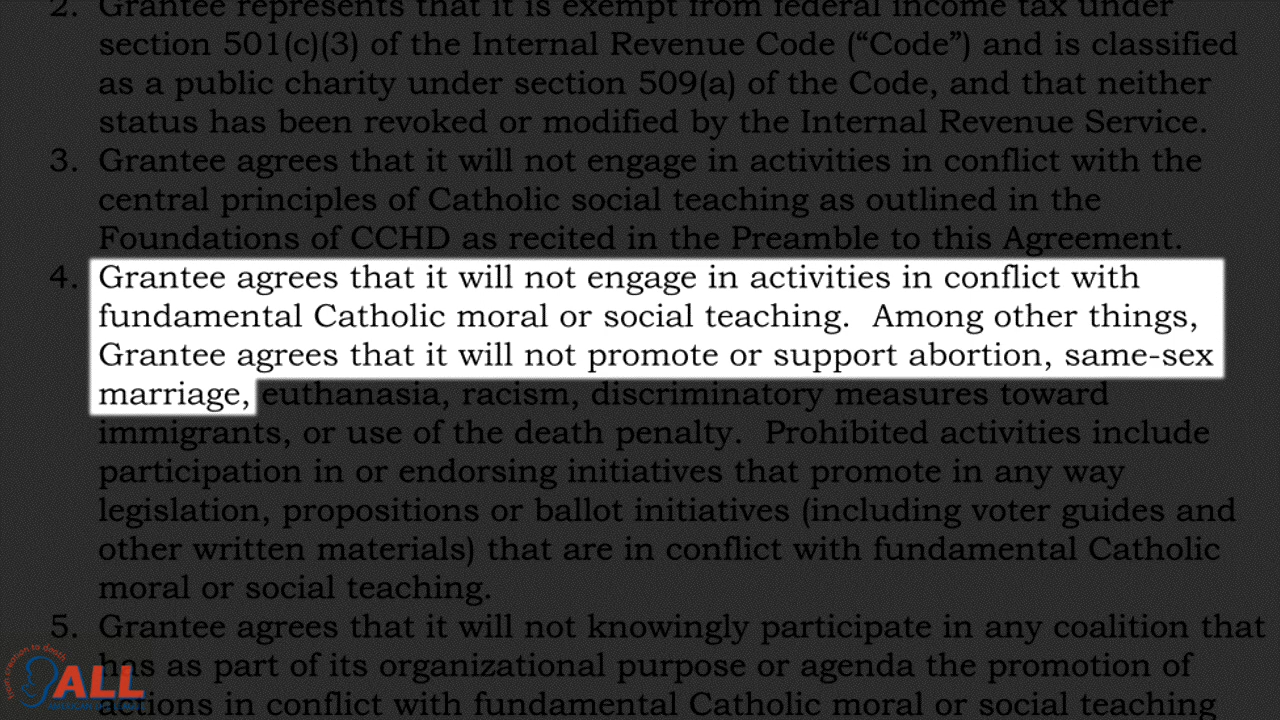 2. Grantee represents that it is exempt from federal income tax under
section 501(c)(3) of the Internal Revenue Code (“Code”) and is classified
as a public charity under section 509(a) of the Code, and that neither
status has been revoked or modified by the Internal Revenue Service.
3. Grantee agrees that it will not engage in activities in conflict with the
central principles of Catholic social teaching as outlined in the
Foundations of CCHD as recited in the Preamble to this Agreement.
4. Grantee agrees that it will not engage in activities in conflict with
fundamental Catholic moral or social teaching.  Among other things,
Grantee agrees that it will not promote or support abortion, same-sex
marriage, euthanasia, racism, discriminatory measures toward
immigrants, or use of the death penalty.  Prohibited activities include
participation in or endorsing initiatives that promote in any way
legislation, propositions or ballot initiatives (including voter guides and
other written materials) that are in conflict with fundamental Catholic
moral or social teaching.
5. Grantee agrees that it will not knowingly participate in any coalition that
has as part of its organizational purpose or agenda the promotion of
actions in conflict with fundamental Catholic moral or social teaching
from creation to death
ALL